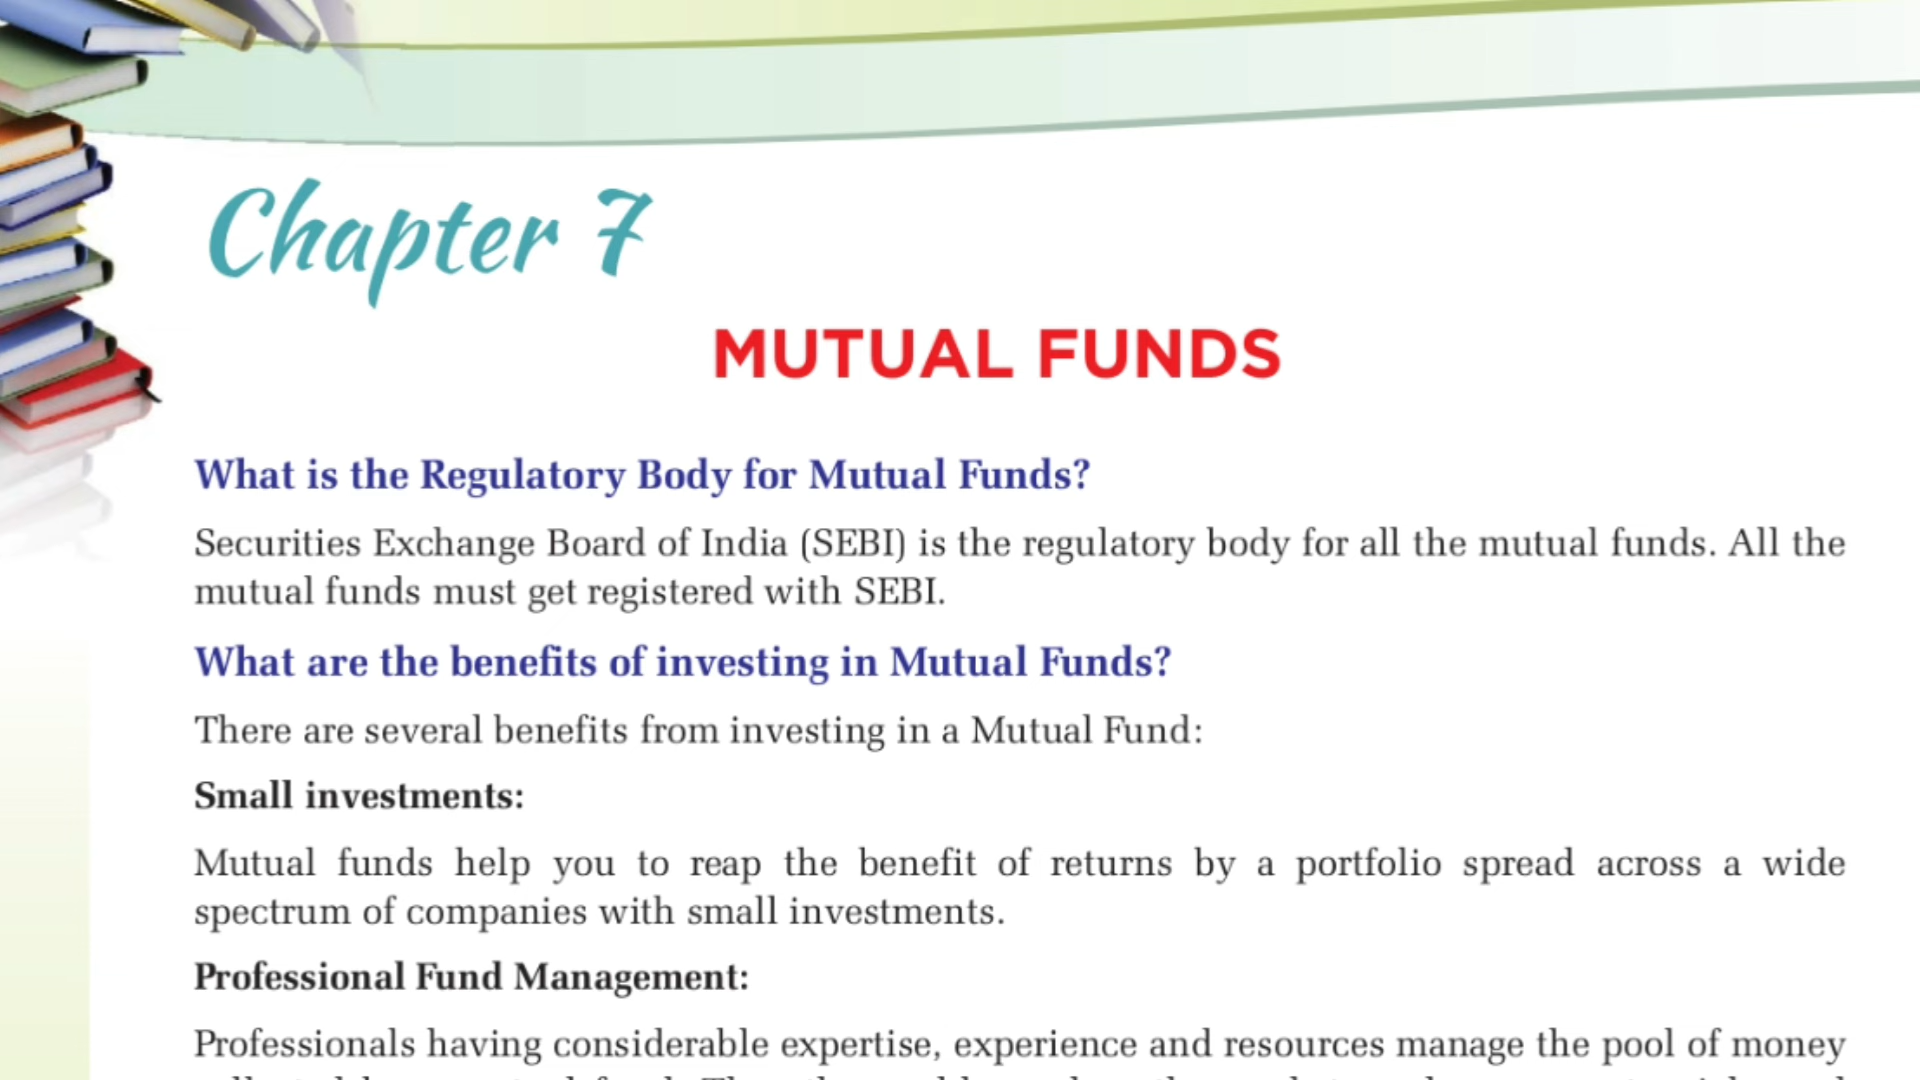 Chapter 7
MUTUAL FUNDS
What is the Regulatory Body for Mutual Funds?
Securities Exchange Board of India (SEBI) is the regulatory body for all the mutual funds. All the
mutual funds must get registered with SEBI.
What are the benefits of investing in Mutual Funds?
There are several benefits from investing in a Mutual Fund:
Small investments:
Mutual funds help you to reap the benefit of returns by a portfolio spread across a wide
spectrum of companies with small investments.
Professional Fund Management:
Professionals having considerable expertise, experience and resources manage the pool of money